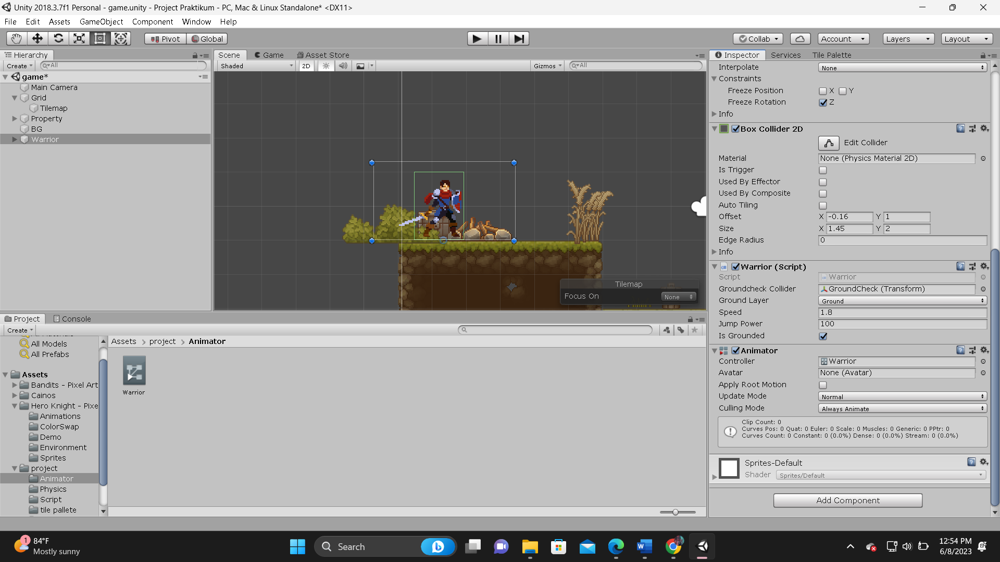 Unity 2018.3.7f1 Personal - game.unity - Project Praktikum - PC, Mac & Linux Standalone* <DX11>
File Edit Assets GameObject Component Window Help
Pivot Global Collab Account Layers Layout
Hierarchy
Create All
game*
Main Camera
Grid
Tilemap
Property
BG
Warrior
Scene Game Asset Store
Shaded 2D Gizmos All
Tilemap
Focus On None
Inspector Services Tile Palette
Interpolate None
Constraints
Freeze Position X Y
Freeze Rotation Z
Info
Box Collider 2D
Edit Collider
Material None (Physics Material 2D)
Is Trigger
Used By Effector
Used By Composite
Auto Tiling
Offset X -0.16 Y 1
Size X 1.45 Y 2
Edge Radius 0
Info
Warrior (Script)
Script Warrior
Groundcheck Collider GroundCheck (Transform)
Ground Layer Ground
Speed 1.8
Jump Power 100
Is Grounded
Animator
Controller Warrior
Avatar None (Avatar)
Apply Root Motion
Update Mode Normal
Culling Mode Always Animate
Clip Count: 0
Curves Pos: 0 Quat: 0 Euler: 0 Scale: 0 Muscles: 0 Generic: 0 PPtr: 0
Curves Count: 0 Constant: 0 (0.0%) Dense: 0 (0.0%) Stream: 0 (0.0%)
Sprites-Default
Shader Sprites/Default
Add Component
Project Console
Create
All Models
All Prefabs
Assets
Bandits - Pixel Art
Cainos
Hero Knight - Pixe
Animations
ColorSwap
Demo
Environment
Sprites
project
Animator
Physics
Script
tile pallete
Assets project Animator
Warrior
1
84°F
Mostly sunny
Search
12:54 PM
6/8/2023